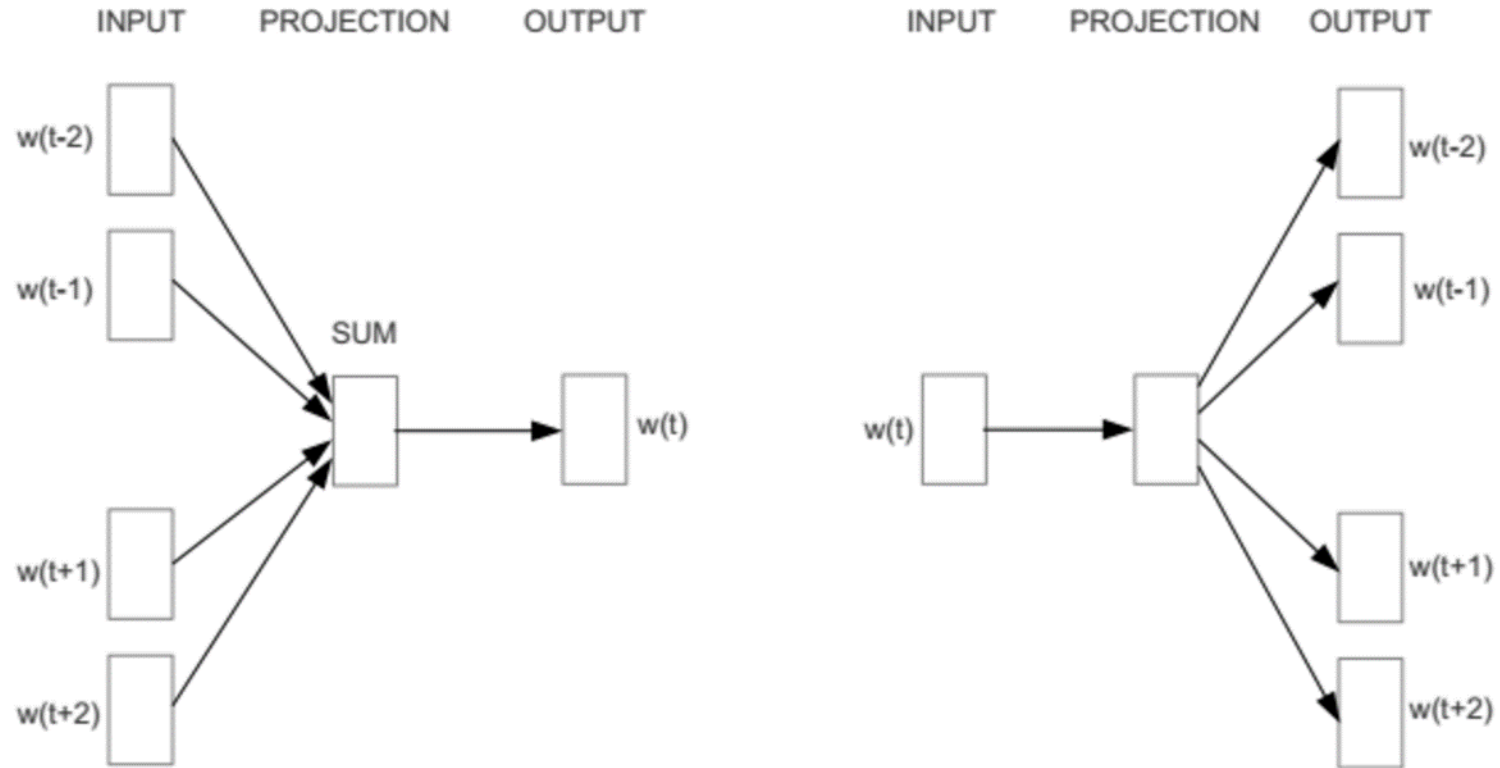 INPUT PROJECTION OUTPUT
w(t-2)
w(t-1)
SUM
w(t)
w(t+1)
w(t+2)
INPUT PROJECTION OUTPUT
w(t-2)
w(t-1)
w(t)
w(t+1)
w(t+2)